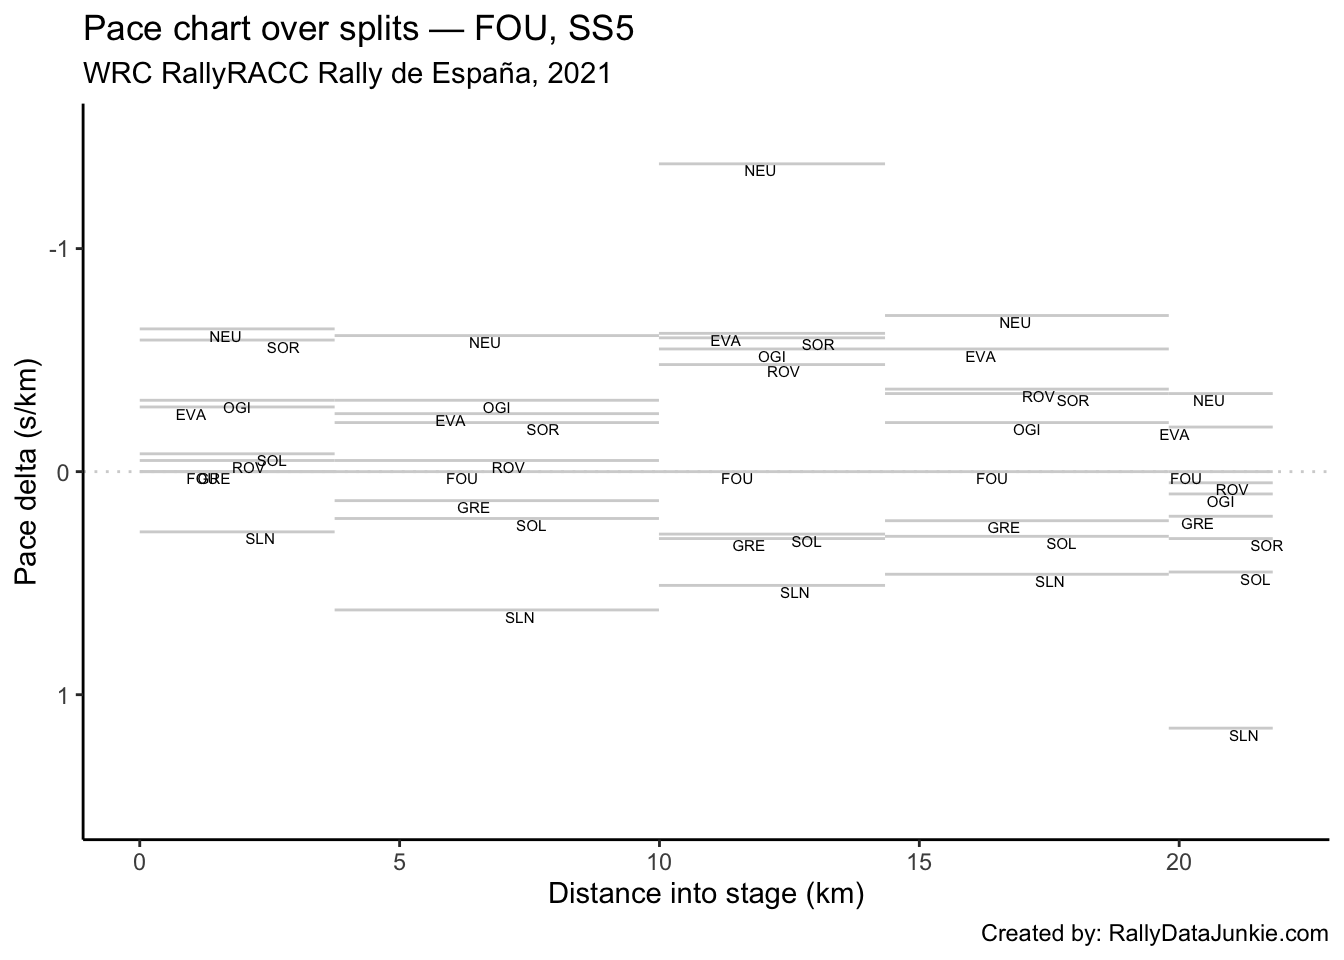 Pace chart over splits — FOU, SS5
WRC RallyRACC Rally de España, 2021
NEU
-1
NEU
NEU SOR
NEU
EVA SOR
OGI
ROV
EVA
ROV SOR
NEU
EVA OGI
OGI
EVA
SOR
OGI
EVA
SOL
ROV
ROV
0
FOU GRE
FOU
FOU
FOU
FOU
ROV
OGI
GRE
SOL
GRE SOL
GRE
SOL
GRE
SOR
SOL
SLN
SLN
SLN
SLN
1
SLN
Pace delta (s/km)
0 5 10 15 20
Distance into stage (km)
Created by: RallyDataJunkie.com